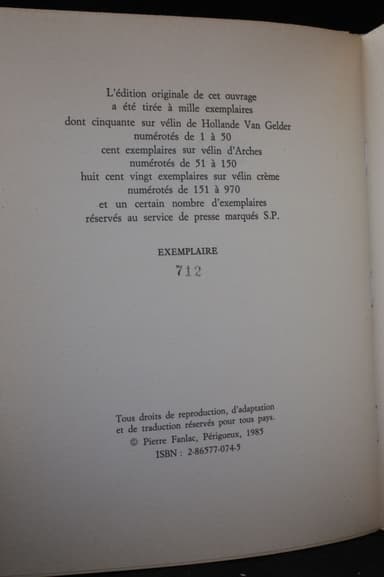 L'édition originale de cet ouvrage
a été tirée à mille exemplaires
dont cinquante sur vélin de Hollande Van Gelder
numérotés de 1 à 50
cent exemplaires sur vélin d'Arches
numérotés de 51 à 150
huit cent vingt exemplaires sur vélin crème
numérotés de 151 à 970
et un certain nombre d'exemplaires
réservés au service de presse marqués S.P.
EXEMPLAIRE
712
Tous droits de reproduction, d'adaptation
et de traduction réservés pour tous pays.
© Pierre Fanlac, Périgueux, 1985
ISBN : 2-86577-074-5